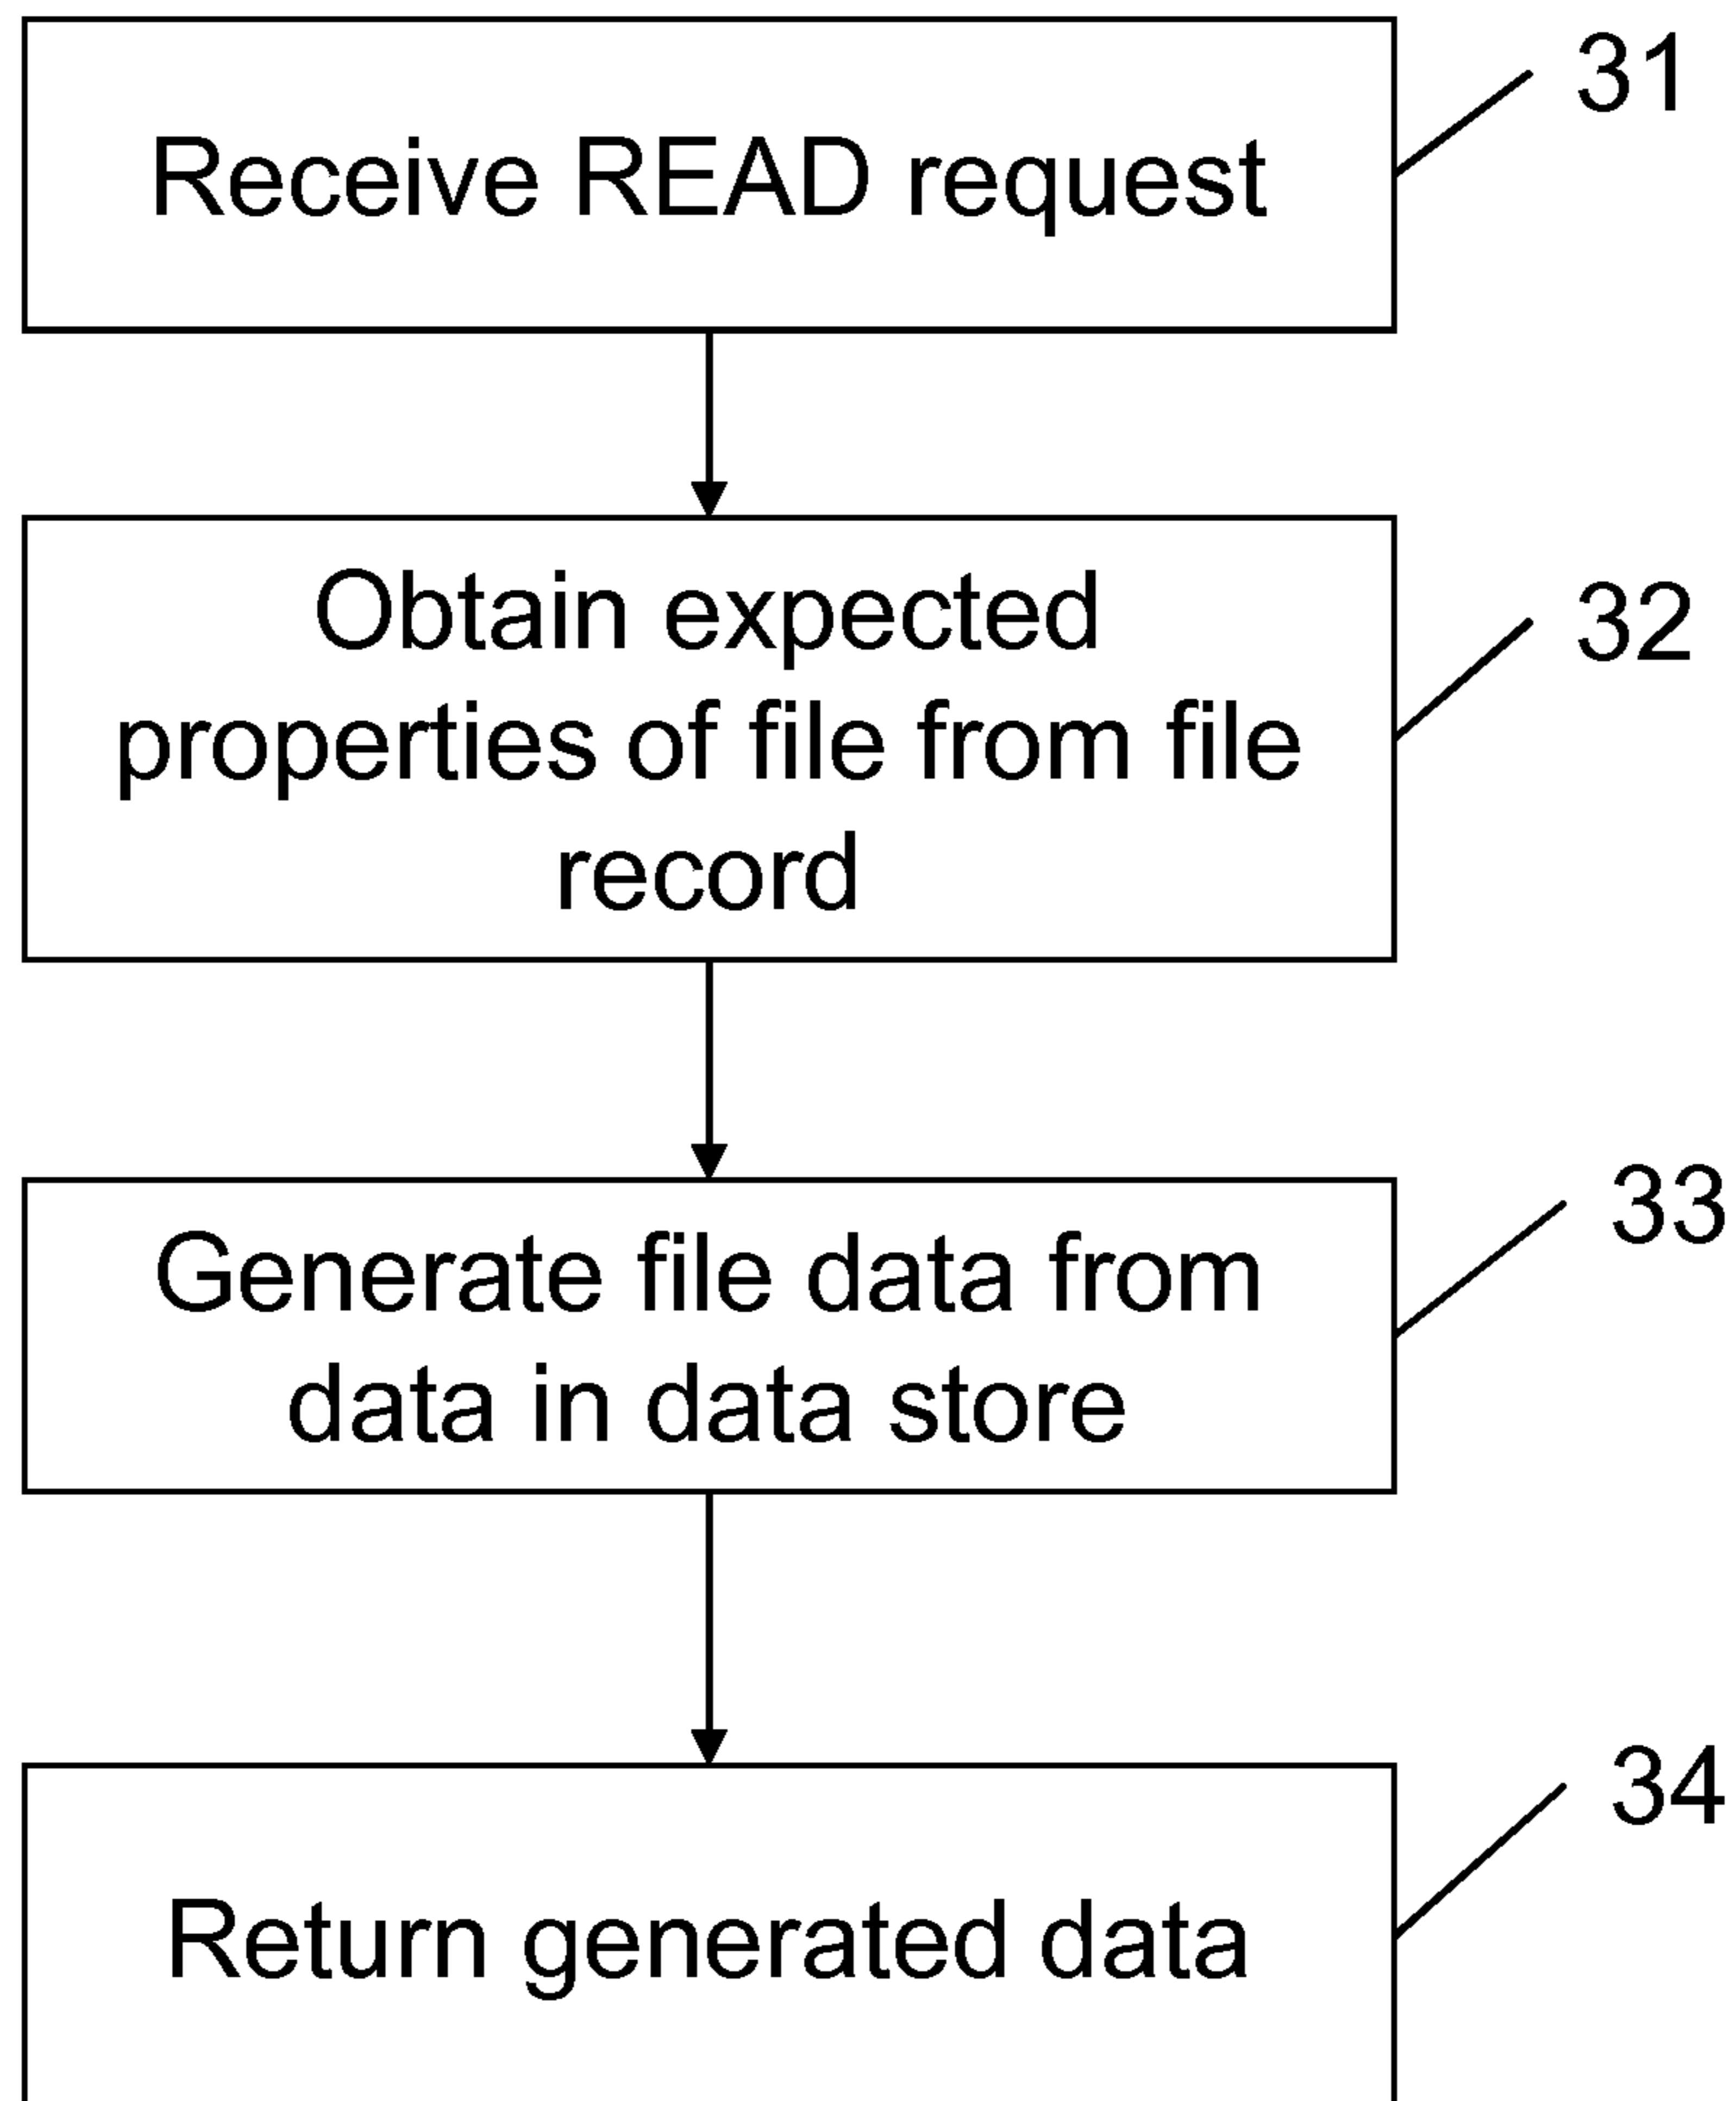 Receive READ request
31
Obtain expected
properties of file from file
record
32
Generate file data from
data in data store
33
Return generated data
34